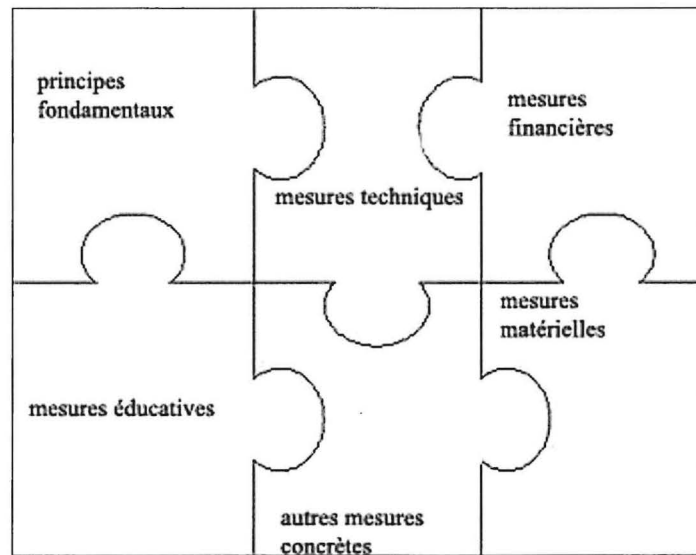 principes
fondamentaux
mesures
financières
mesures techniques
mesures
matérielles
mesures éducatives
autres mesures
concrètes